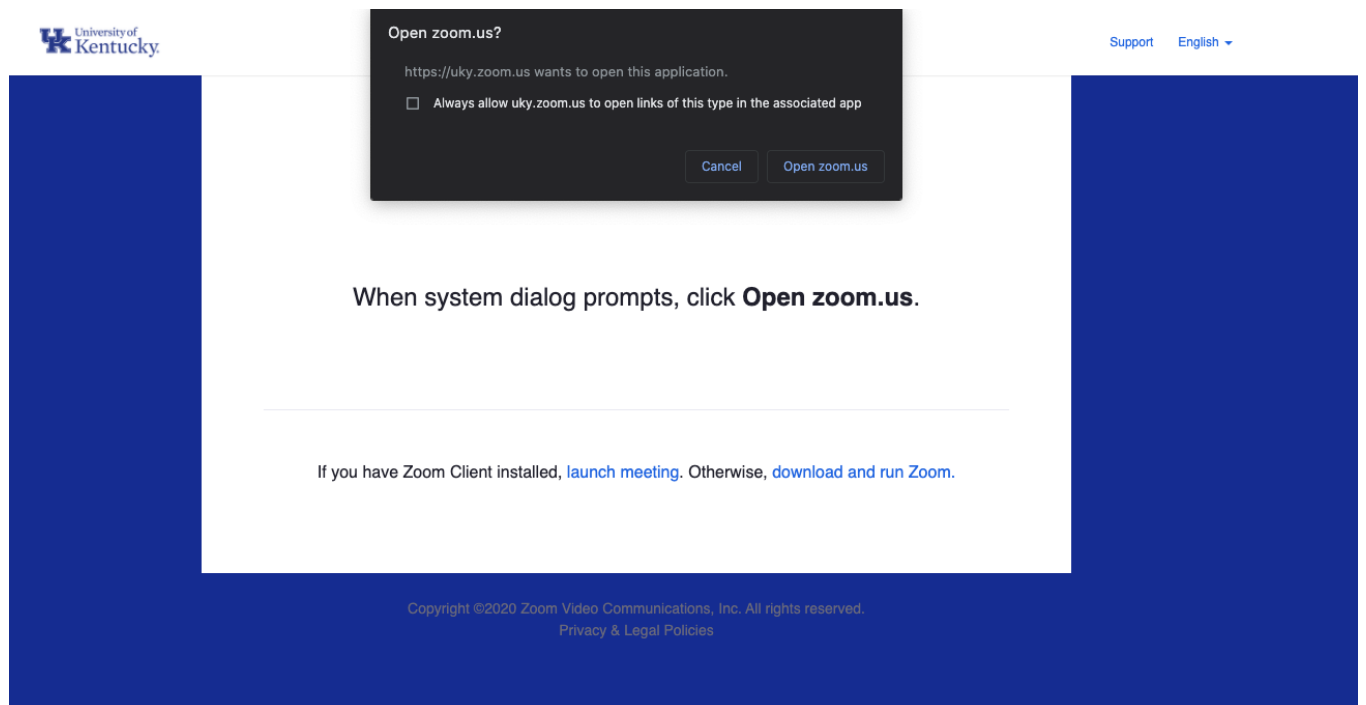 University of
Kentucky.
Open zoom.us?
https://uky.zoom.us wants to open this application.
Always allow uky.zoom.us to open links of this type in the associated app
Cancel Open zoom.us
Support English
When system dialog prompts, click Open zoom.us.
If you have Zoom Client installed, launch meeting. Otherwise, download and run Zoom.
Copyright ©2020 Zoom Video Communications, Inc. All rights reserved.
Privacy & Legal Policies